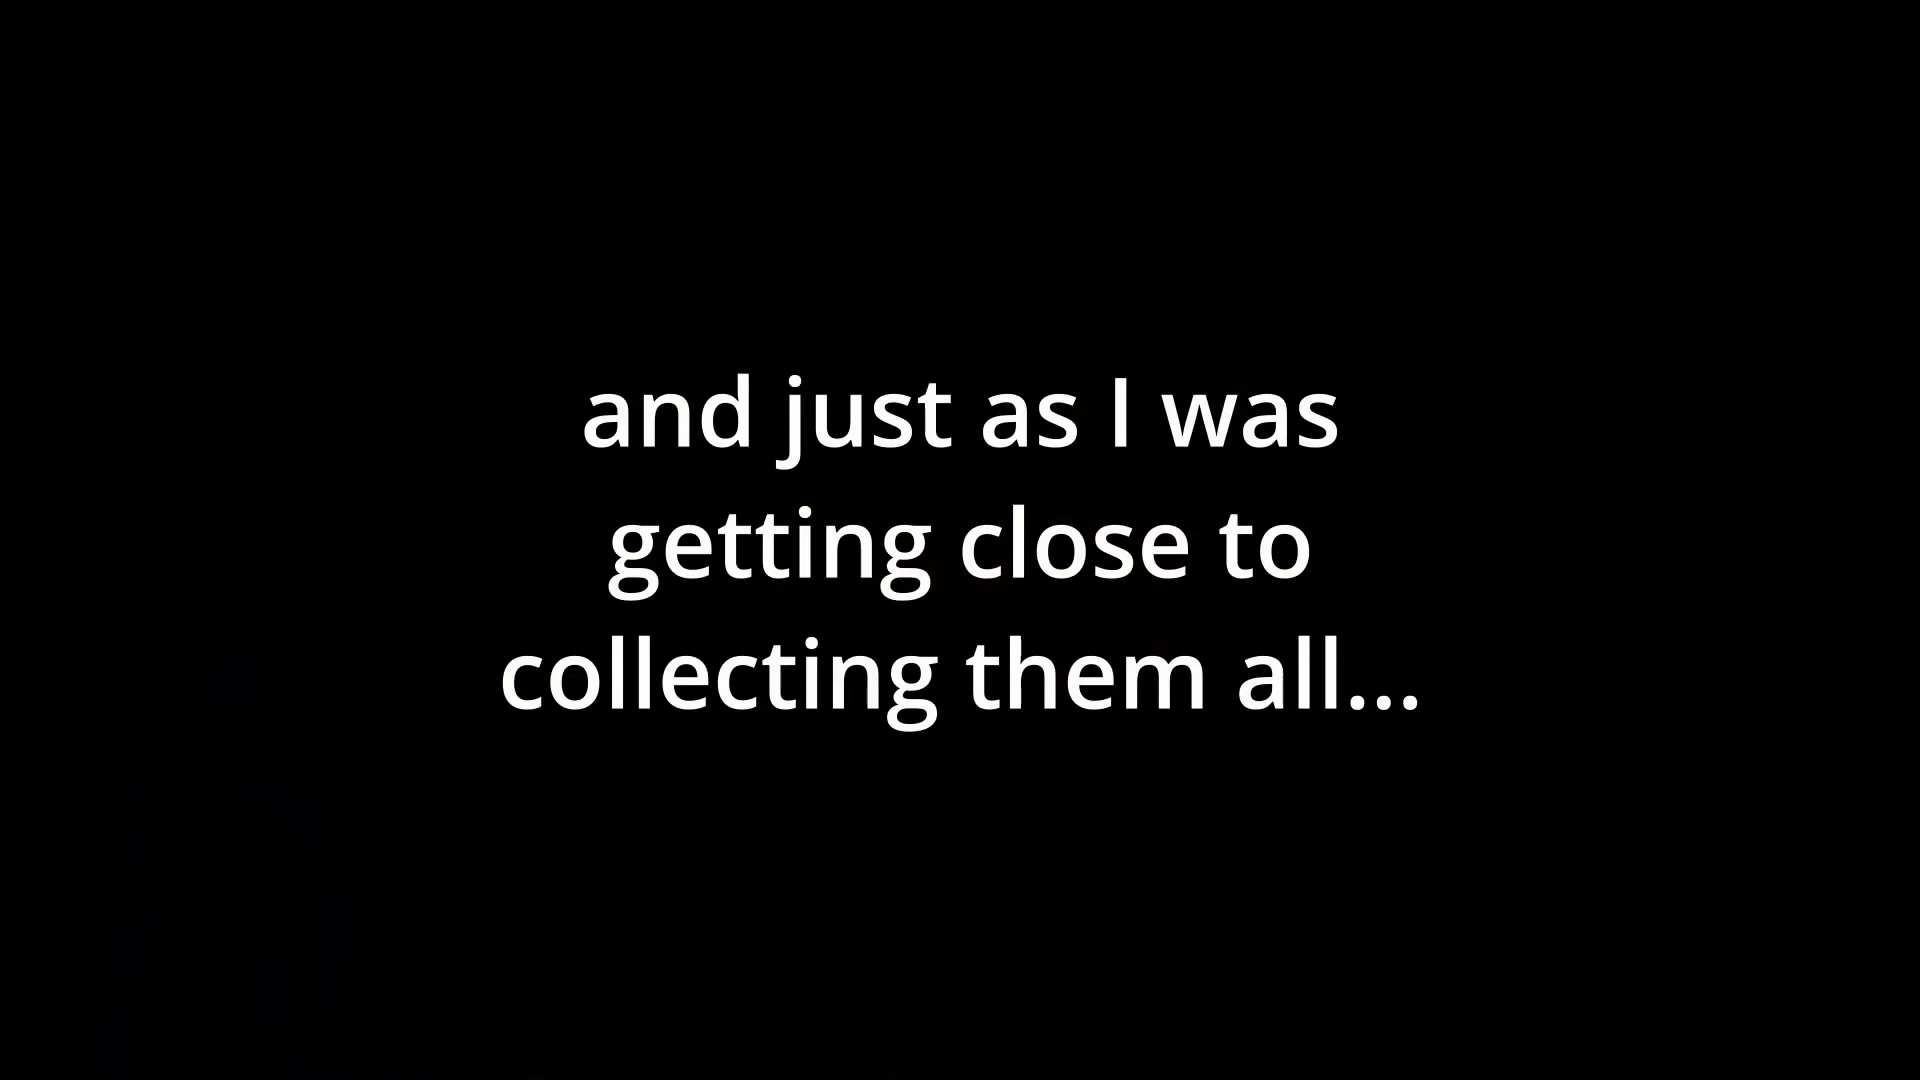 and just as I was
getting close to
collecting them all...